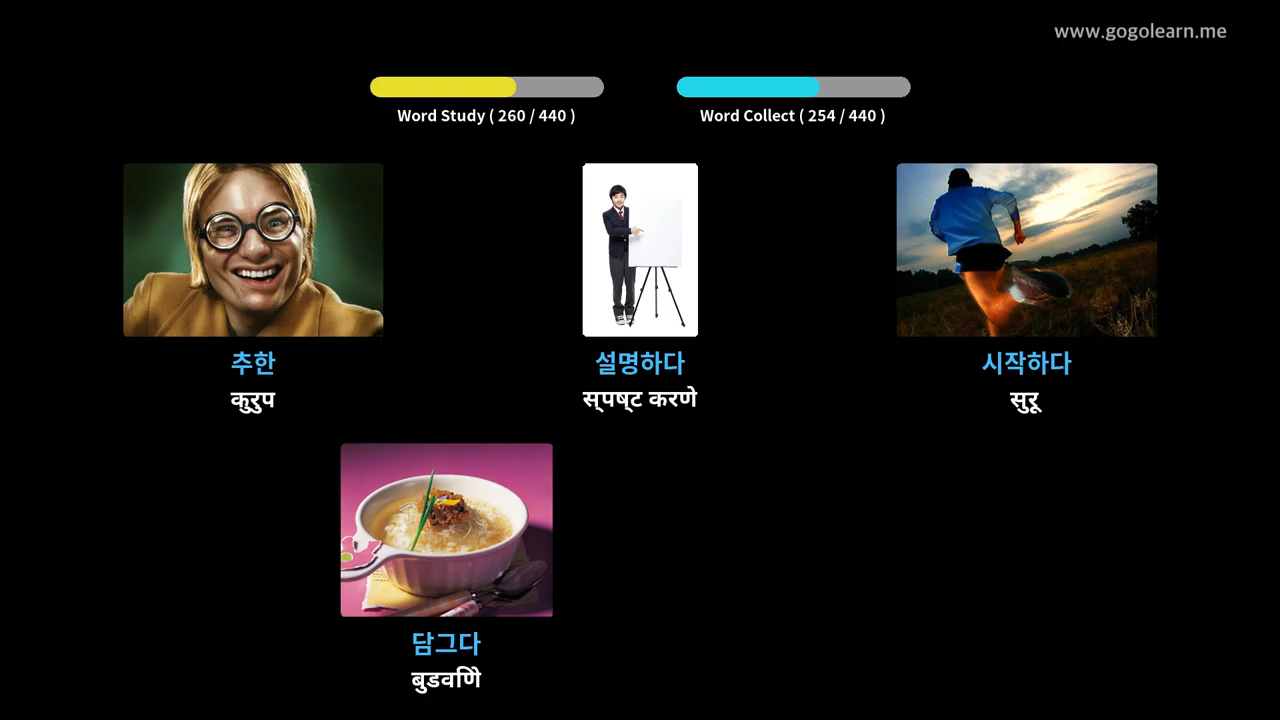 www.gogolearn.me
Word Study ( 260 / 440 )
Word Collect ( 254 / 440 )
추한
कुरुप
설명하다
स्पष्ट करणे
시작하다
सुरू
담그다
बुडवणिे